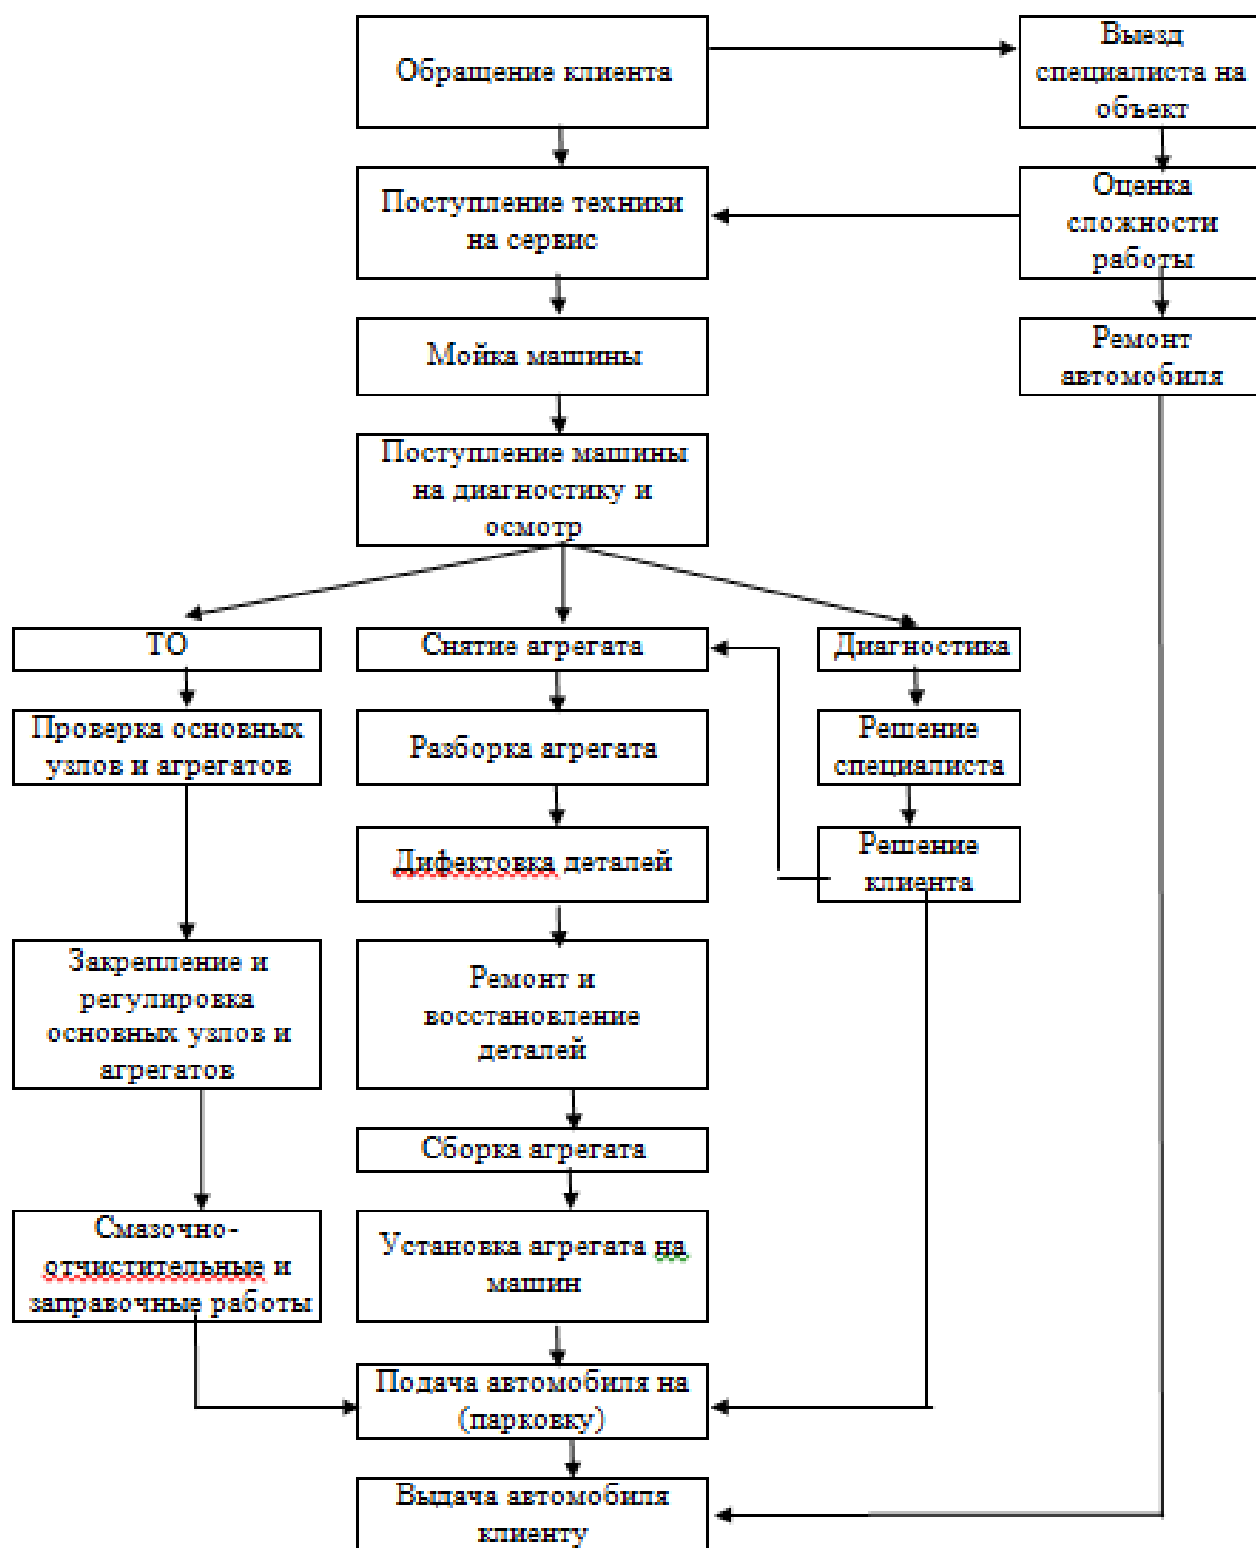 Обращение клиента
Выезд
специалиста на
объект
Поступление техники
на сервис
Оценка
сложности
работы
Мойка машины
Ремонт
автомобиля
Поступление машины
на диагностику и
осмотр
ТО
Снятие агрегата
Диагностика
Проверка основных
узлов и агрегатов
Разборка агрегата
Решение
специалиста
Дифектовка деталей
Решение
клиента
Закрепление и
регулировка
основных узлов и
агрегатов
Ремонт и
восстановление
деталей
Сборка агрегата
Смазочно-
отчистительные и
заправочные работы
Установка агрегата на
машин
Подача автомобиля на
(парковку)
Выдача автомобиля
клиенту